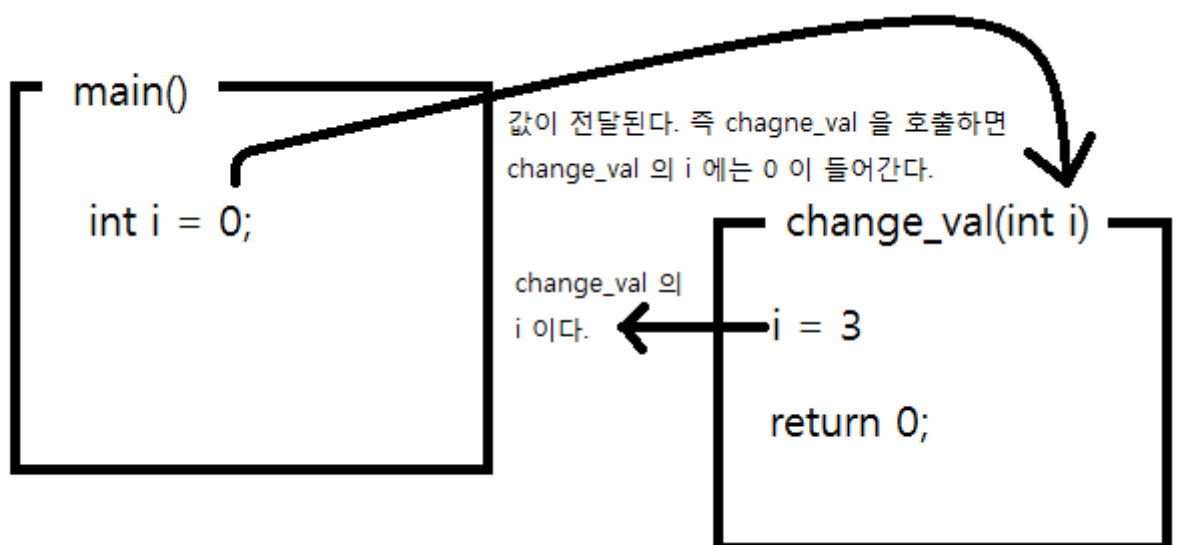 main()
int i = 0;
값이 전달된다. 즉 chagne_val 을 호출하면
change_val 의 i 에는 0 이 들어간다.
change_val(int i)
change_val 의
i 이다.
i = 3
return 0;